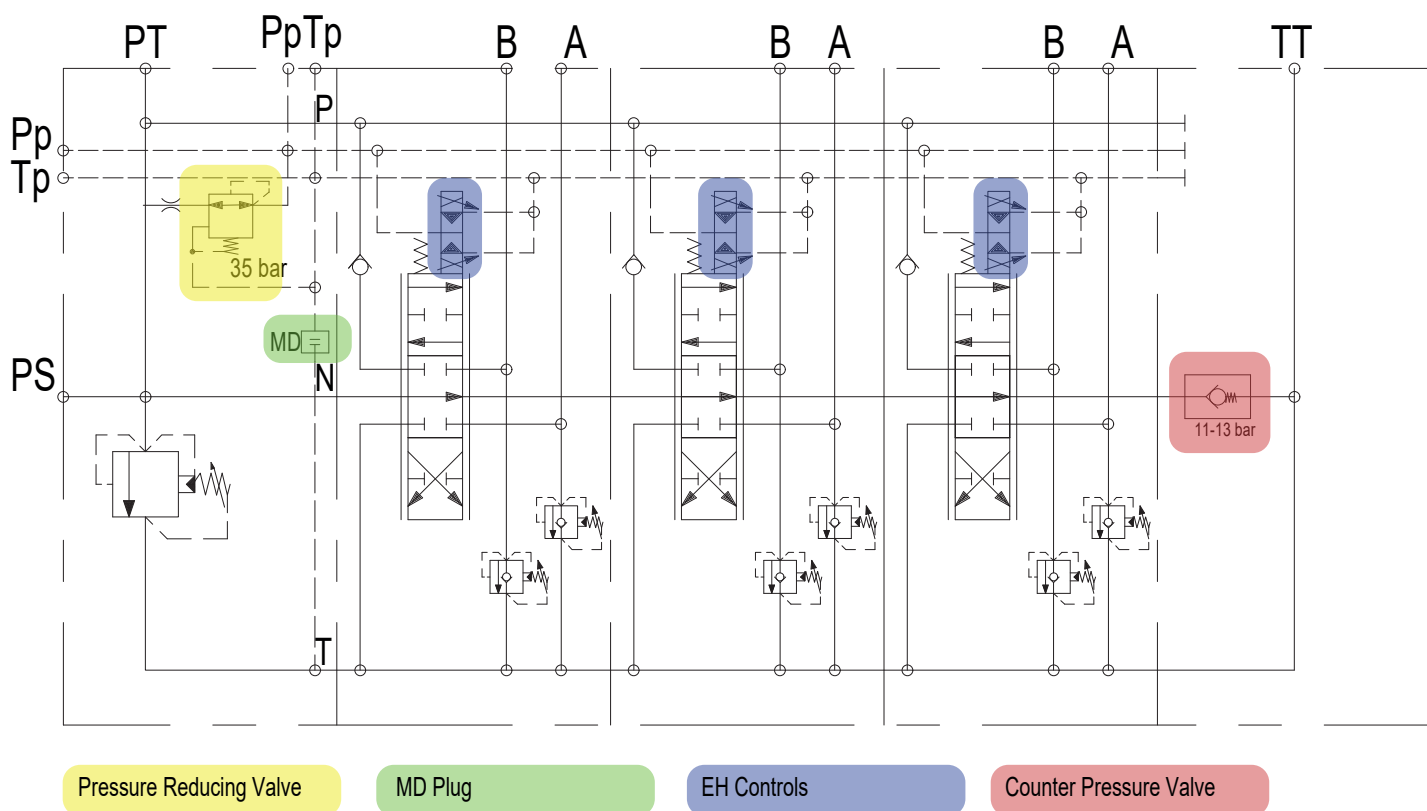 PT PpTp B A B A B A TT
P
Pp
Tp
35 bar
MD
PS N
11-13 bar
T
Pressure Reducing Valve MD Plug EH Controls Counter Pressure Valve